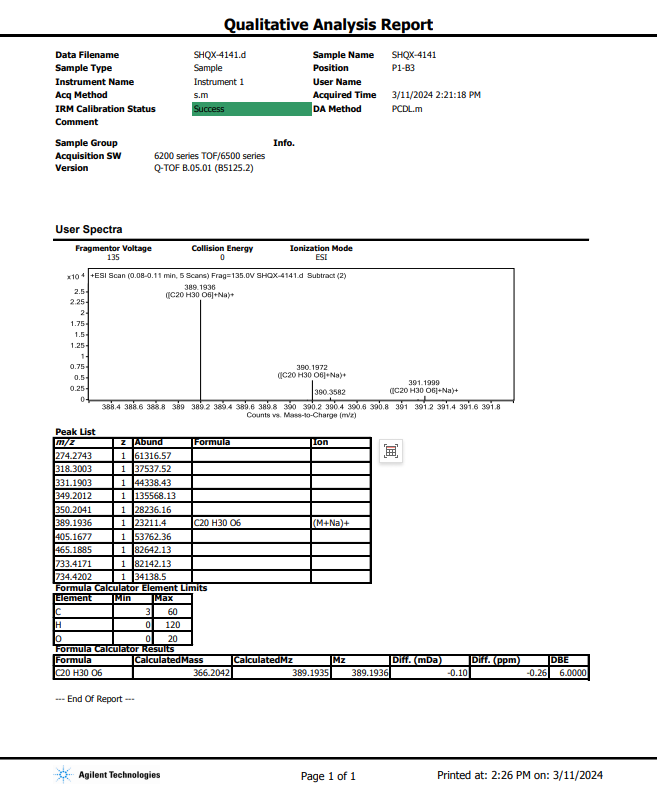 Qualitative Analysis Report
Data Filename SHQX-4141.d Sample Name SHQX-4141
Sample Type Sample Position P1-B3
Instrument Name Instrument 1 User Name
Acq Method s.m Acquired Time 3/11/2024 2:21:18 PM
IRM Calibration Status Success DA Method PCDL.m
Comment
Sample Group Info.
Acquisition SW 6200 series TOF/6500 series
Version Q-TOF B.05.01 (B5125.2)
User Spectra
Fragmentor Voltage Collision Energy Ionization Mode
135 0 ESI
x10 4 +ESI Scan (0.08-0.11 min, 5 Scans) Frag=135.0V SHQX-4141.d Subtract (2)
389.1936
([C20 H30 O6]+Na)+
2.5
2.25
2
1.75
1.5
1.25
1
390.1972
([C20 H30 O6]+Na)+
0.75
391.1999
([C20 H30 O6]+Na)+
0.5
390.3582
0.25
0
388.4 388.6 388.8 389 389.2 389.4 389.6 389.8 390 390.2 390.4 390.6 390.8 391 391.2 391.4 391.6 391.8
Counts vs. Mass-to-Charge (m/z)
Peak List
m/z z Abund Formula Ion
274.2743 1 61316.57
318.3003 1 37537.52
331.1903 1 44338.43
349.2012 1 135568.13
350.2041 1 28236.16
389.1936 1 23211.4 C20 H30 O6 (M+Na)+
405.1677 1 53762.36
465.1885 1 82642.13
733.4171 1 82142.13
734.4202 1 34138.5
Formula Calculator Element Limits
Element Min Max
C 3 60
H 0 120
O 0 20
Formula Calculator Results
Formula CalculatedMass CalculatedMz Mz Diff. (mDa) Diff. (ppm) DBE
C20 H30 O6 366.2042 389.1935 389.1936 -0.10 -0.26 6.0000
--- End Of Report ---
Agilent Technologies Page 1 of 1 Printed at: 2:26 PM on: 3/11/2024